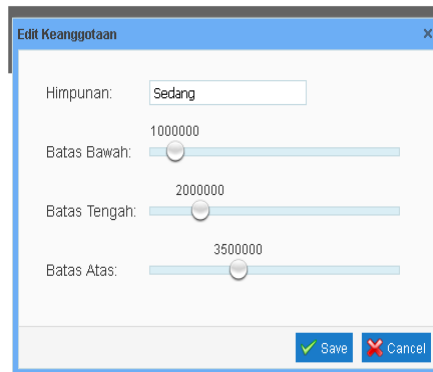 Edit Keanggotaan
Himpunan: Sedang
1000000
Batas Bawah:
2000000
Batas Tengah:
3500000
Batas Atas:
Save Cancel